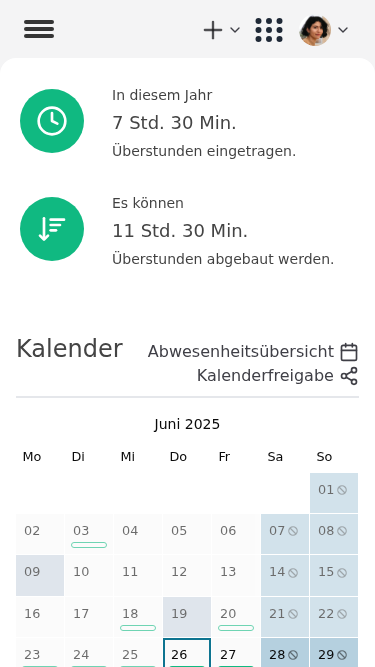 In diesem Jahr
7 Std. 30 Min.
Überstunden eingetragen.
Es können
11 Std. 30 Min.
Überstunden abgebaut werden.
Kalender
Abwesenheitsübersicht
Kalenderfreigabe
Juni 2025
Mo Di Mi Do Fr Sa So
01
02 03 04 05 06 07 08
09 10 11 12 13 14 15
16 17 18 19 20 21 22
23 24 25 26 27 28 29